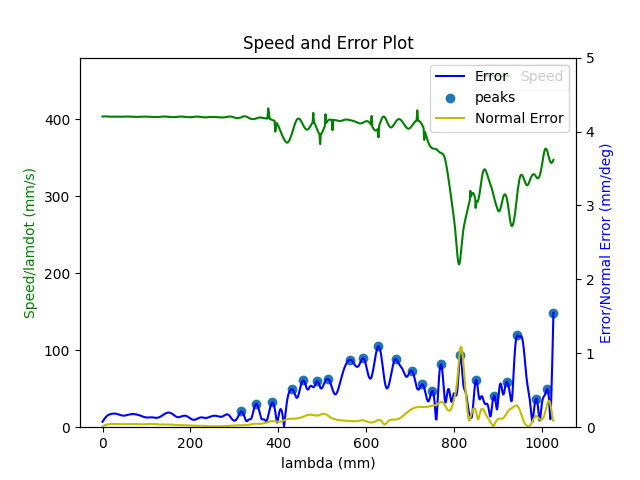 Speed and Error Plot
Error
Speed
peaks
Normal Error
Speed/lamdot (mm/s)
400
300
200
100
0
5
4
3
2
1
0
Error/Normal Error (mm/deg)
0 200 400 600 800 1000
lambda (mm)